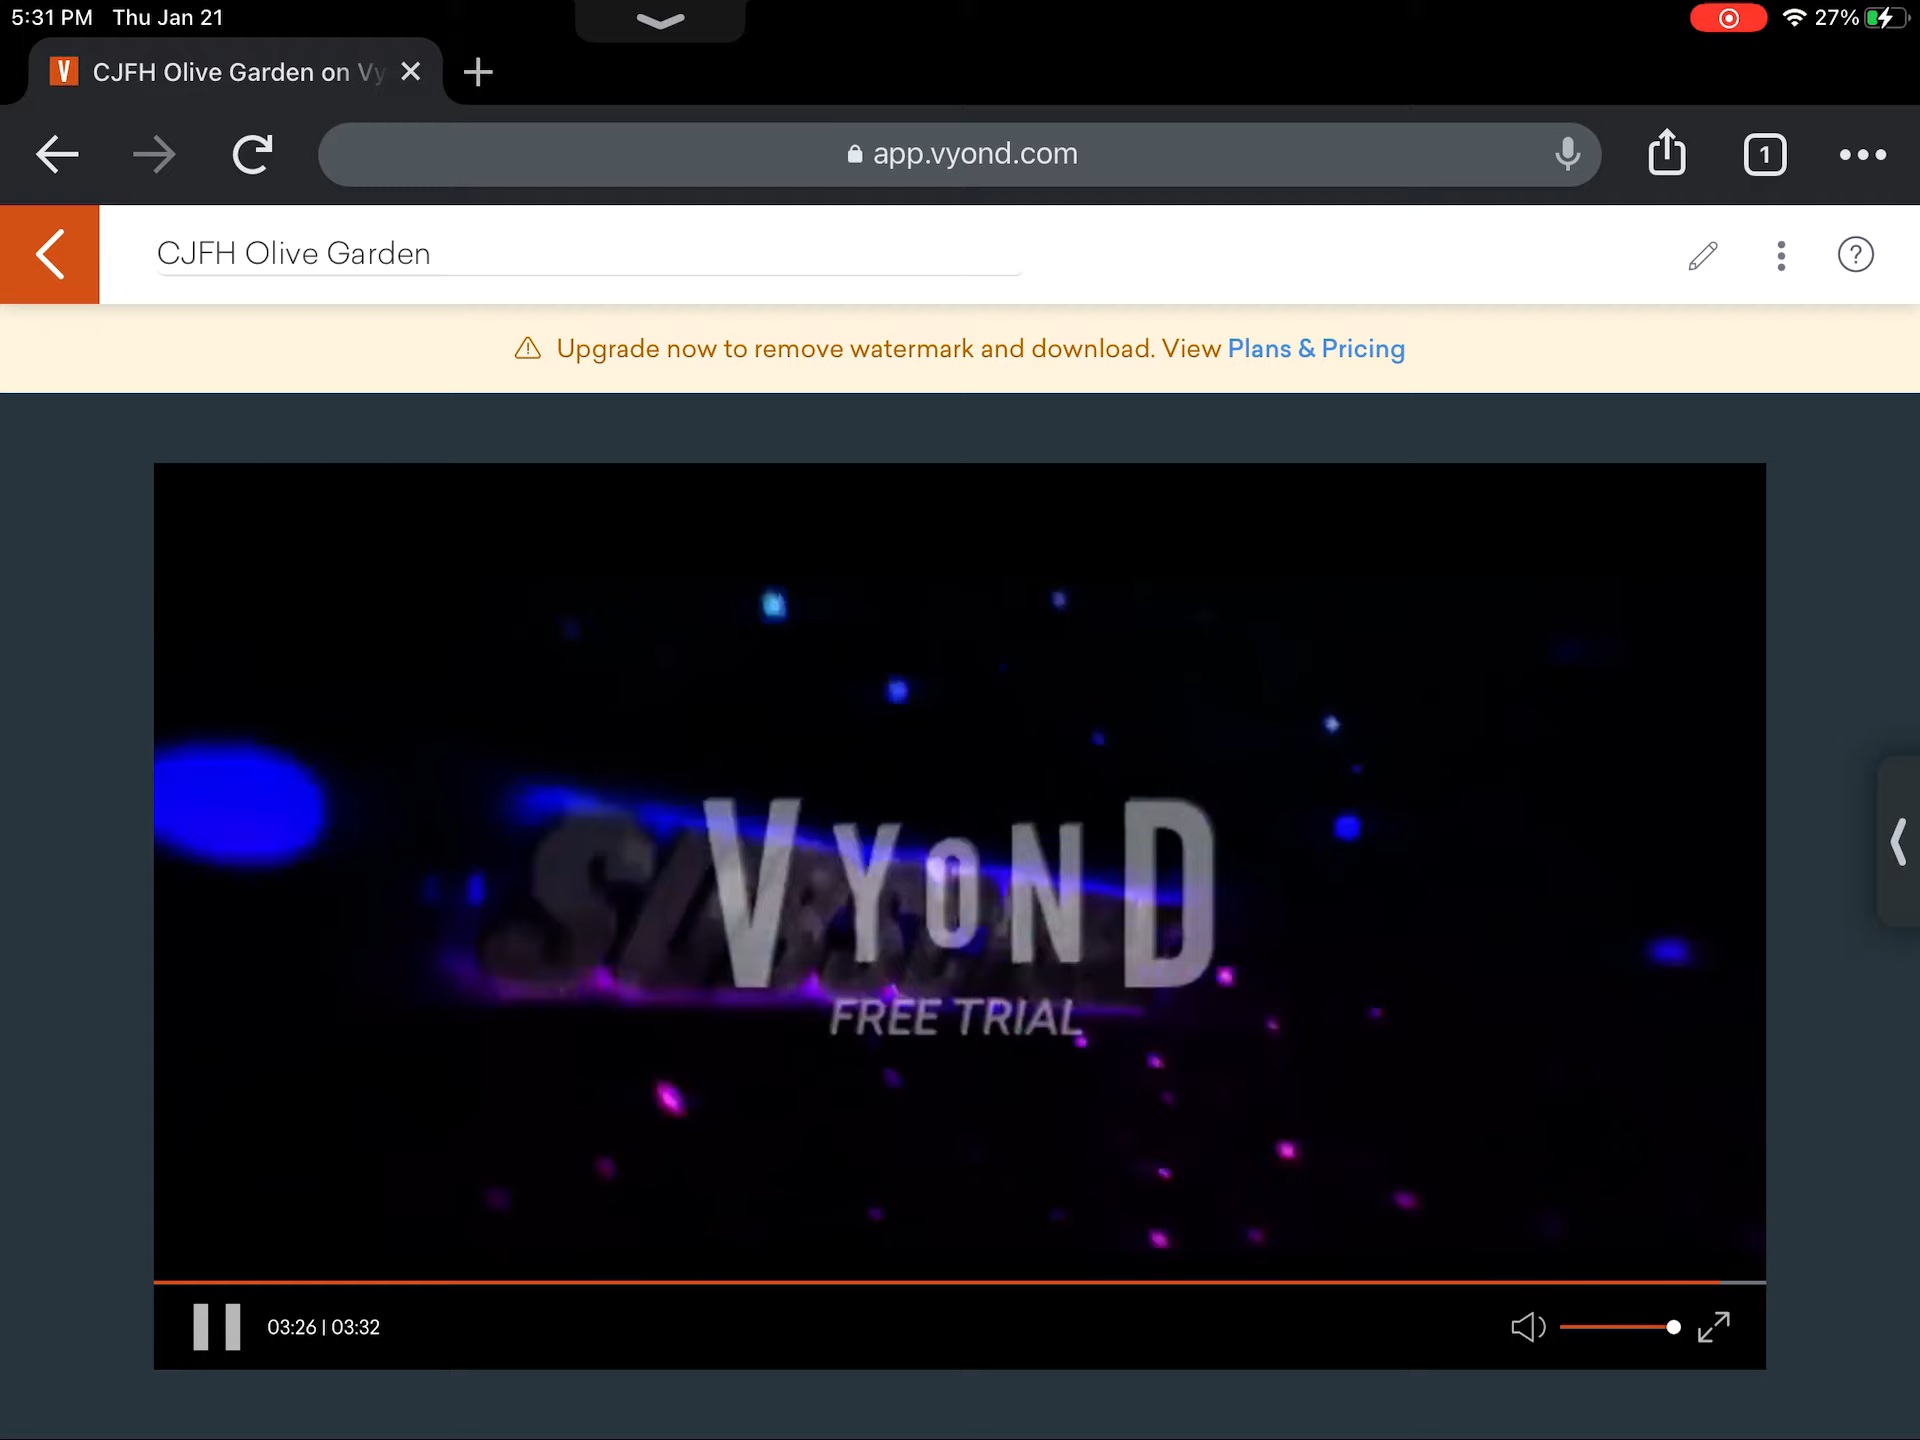 5:31 PM Thu Jan 21
27%
V CJFH Olive Garden on Vy
app.vyond.com
1
CJFH Olive Garden
?
Upgrade now to remove watermark and download. View Plans & Pricing
VYOND
FREE TRIAL
03:26 | 03:32